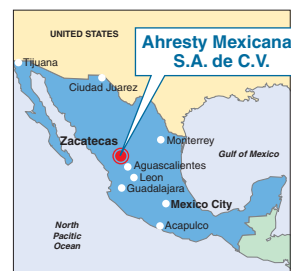 UNITED STATES
Ahresty Mexicana
S.A. de C.V.
Tijuana
Ciudad Juarez
Zacatecas
Monterrey
Gulf of Mexico
Aguascalientes
Leon
Guadalajara
Mexico City
North
Pacitic
Ocean
Acapulco